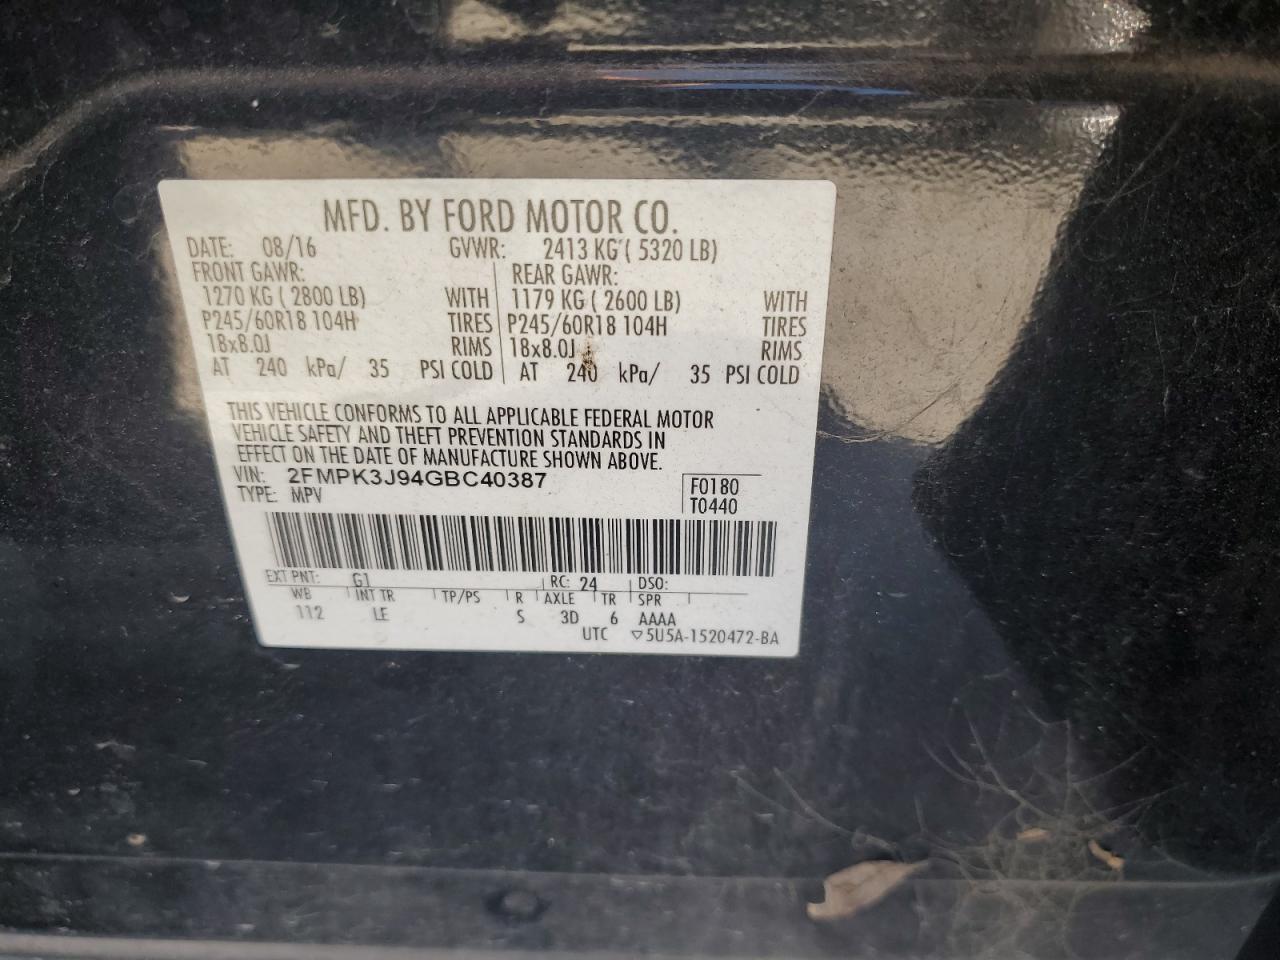 MFD. BY FORD MOTOR CO.
DATE: 08/16 GVWR: 2413 KG ( 5320 LB)
FRONT GAWR: REAR GAWR:
1270 KG ( 2800 LB) WITH 1179 KG ( 2600 LB) WITH
P245/60R18 104H TIRES P245/60R18 104H TIRES
18x8.0J RIMS 18x8.0J RIMS
AT 240 kPa/ 35 PSI COLD AT 240 kPa/ 35 PSI COLD
THIS VEHICLE CONFORMS TO ALL APPLICABLE FEDERAL MOTOR
VEHICLE SAFETY AND THEFT PREVENTION STANDARDS IN
EFFECT ON THE DATE OF MANUFACTURE SHOWN ABOVE.
VIN: 2FMPK3J94GBC40387 F0180
TYPE: MPV T0440
EXT PNT: G1 RC: 24 DSO:
WB INT TR TP/PS R AXLE TR SPR
112 LE S 3D 6 AAAA
UTC ▽5U5A-1520472-BA